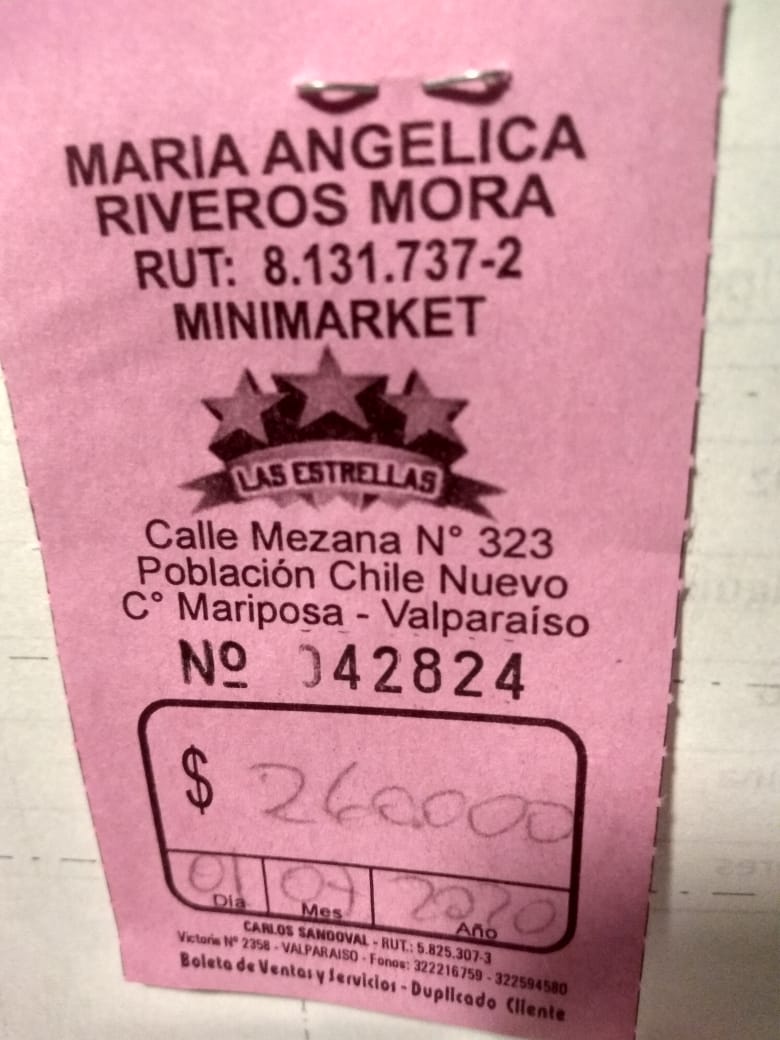 MARIA ANGELICA
RIVEROS MORA
RUT: 8.131.737-2
MINIMARKET
LAS ESTRELLAS
Calle Mezana N° 323
Población Chile Nuevo
C° Mariposa - Valparaíso
Nº 042824
$ 260.000
01 07 2020
Día Mes Año
CARLOS SANDOVAL - RUT.: 5.825.307-3
Victoria Nº 2358 - VALPARAISO - Fonos: 322216759 - 322594580
Boleta de Ventas y Servicios - Duplicado Cliente